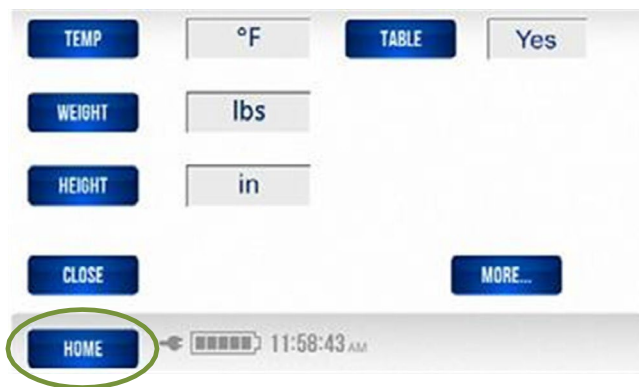 TEMP °F TABLE Yes
WEIGHT lbs
HEIGHT in
CLOSE MORE...
HOME 11:58:43 AM